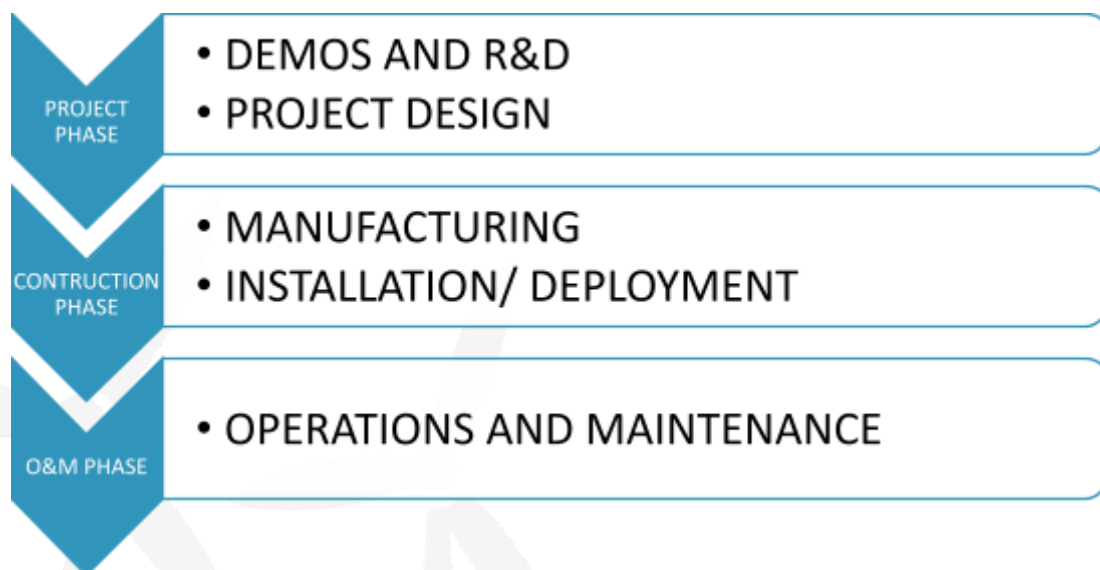 PROJECT
PHASE
• DEMOS AND R&D
• PROJECT DESIGN
CONTRUCTION
PHASE
• MANUFACTURING
• INSTALLATION/ DEPLOYMENT
O&M PHASE
• OPERATIONS AND MAINTENANCE